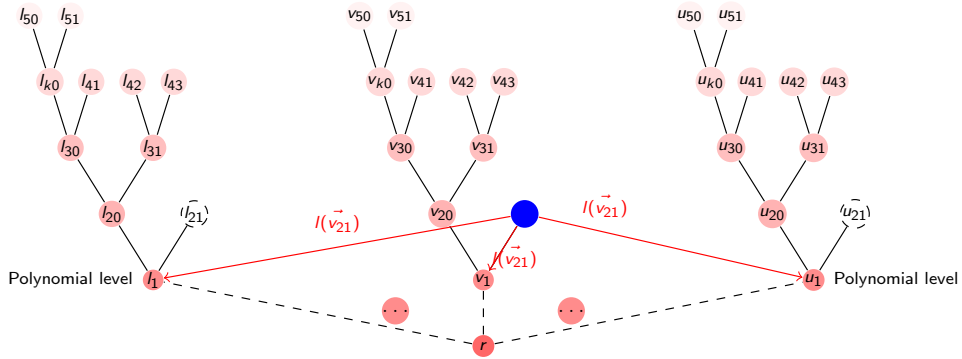 l50 l51 v50 v51 u50 u51
lk0 l41 l42 l43 vk0 v41 v42 v43 uk0 u41 u42 u43
l30 l31 v30 v31 u30 u31
l20 l21 v20 u20 u21
l(v⃗21) l(v⃗21)
l(v⃗21)
Polynomial level l1 v1 u1 Polynomial level
··· ···
r